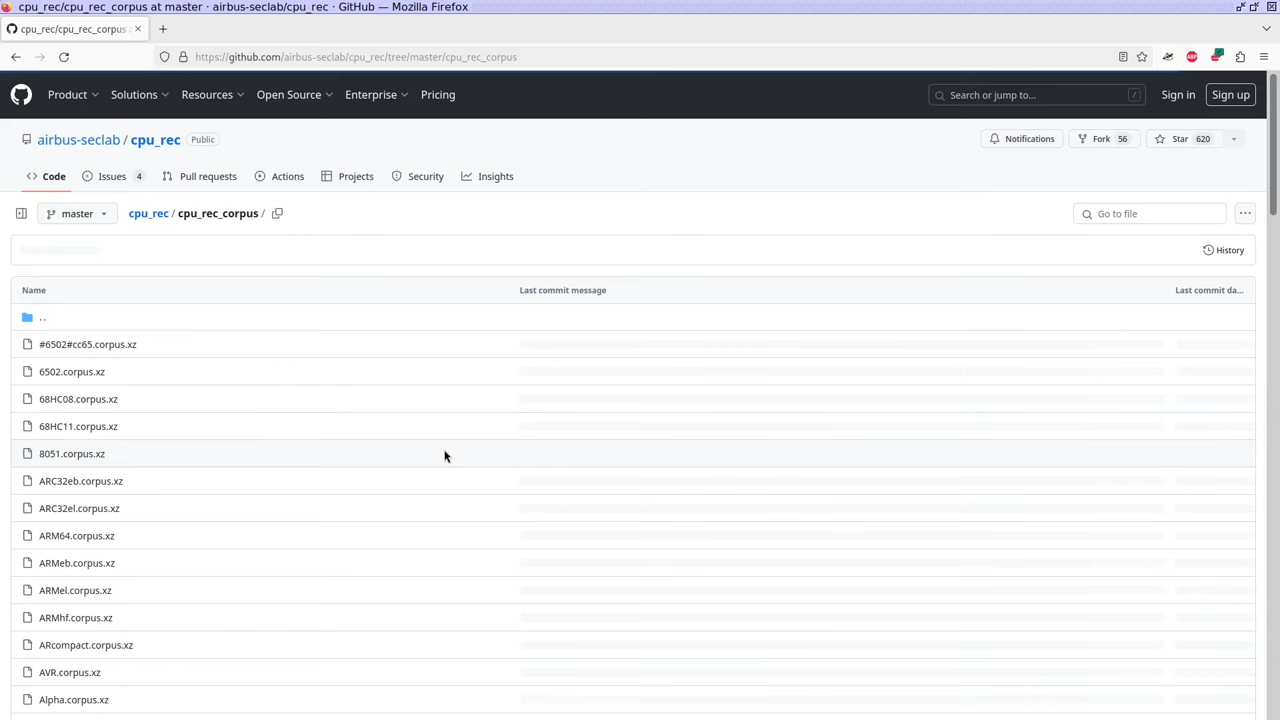 cpu_rec/cpu_rec_corpus at master · airbus-seclab/cpu_rec · GitHub — Mozilla Firefox
cpu_rec/cpu_rec_corpus
https://github.com/airbus-seclab/cpu_rec/tree/master/cpu_rec_corpus
ABP
Product Solutions Resources Open Source Enterprise Pricing Search or jump to... / Sign in Sign up
airbus-seclab / cpu_rec Public Notifications Fork 56 Star 620
Code Issues 4 Pull requests Actions Projects Security Insights
master cpu_rec / cpu_rec_corpus / Go to file
History
Name Last commit message Last commit da...
..
#6502#cc65.corpus.xz
6502.corpus.xz
68HC08.corpus.xz
68HC11.corpus.xz
8051.corpus.xz
ARC32eb.corpus.xz
ARC32el.corpus.xz
ARM64.corpus.xz
ARMeb.corpus.xz
ARMel.corpus.xz
ARMhf.corpus.xz
ARcompact.corpus.xz
AVR.corpus.xz
Alpha.corpus.xz